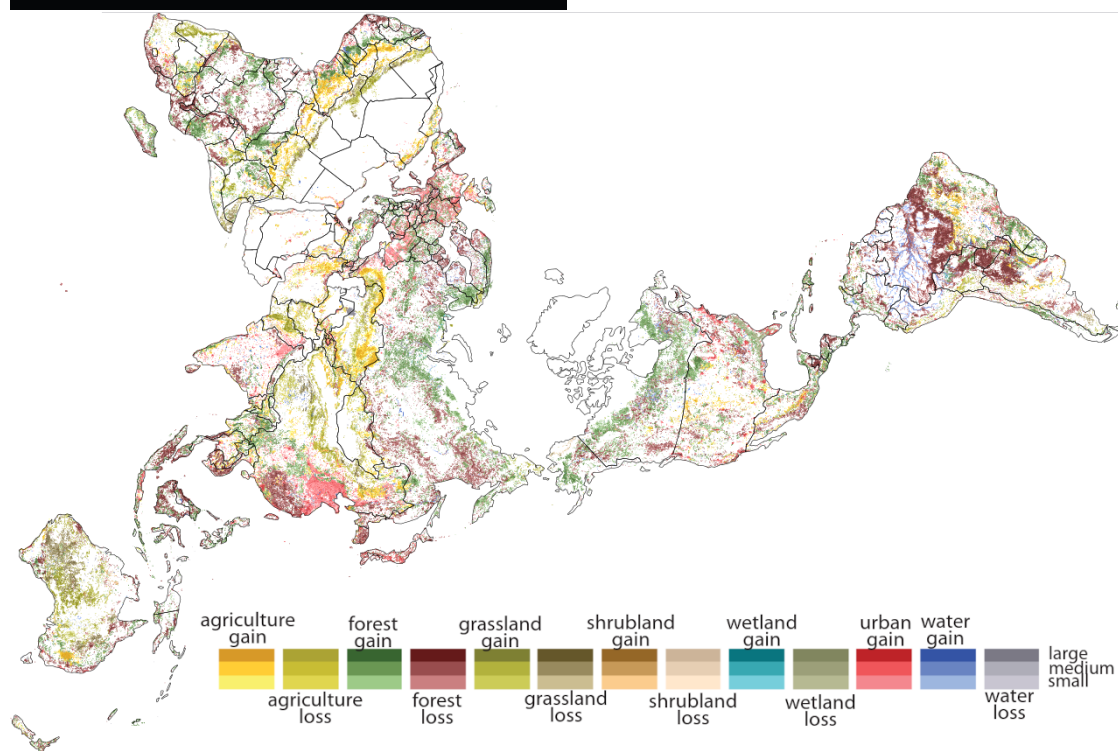 agriculture gain
forest gain
grassland gain
shrubland gain
wetland gain
urban gain
water gain
large
medium
small
agriculture loss
forest loss
grassland loss
shrubland loss
wetland loss
water loss